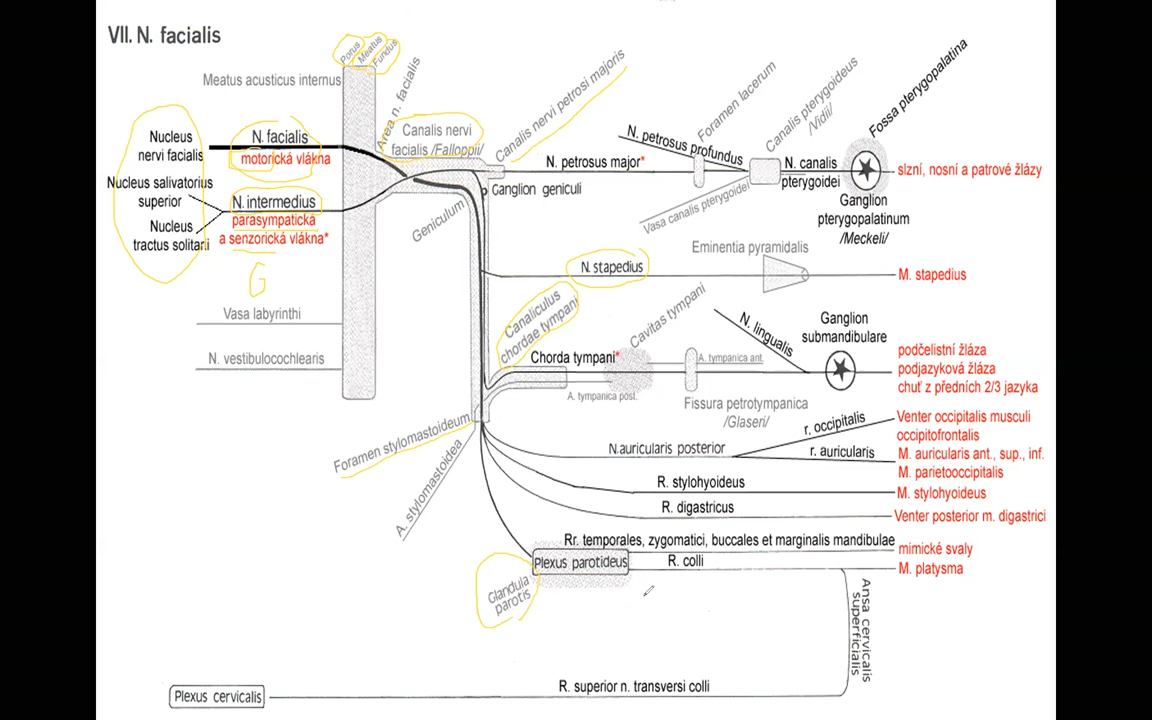 VII. N. facialis
Porus
Meatus
Fundus
Meatus acusticus internus
Area n. facialis
Canalis nervi
facialis /Falloppii/
Canalis nervi petrosi majoris
Foramen lacerum
Canalis pterygoideus
/Vidii/
Fossa pterygopalatina
Nucleus
nervi facialis
N. facialis
motorická vlákna
Nucleus salivatorius
superior
N. intermedius
parasympatická
a senzorická vlákna*
Nucleus
tractus solitarii
G
N. petrosus profundus
N. petrosus major*
N. canalis
pterygoidei
slzní, nosní a patrové žlázy
Ganglion geniculi
Geniculum
Vasa canalis pterygoidei
Ganglion
pterygopalatinum
/Meckeli/
Eminentia pyramidalis
N. stapedius
M. stapedius
Vasa labyrinthi
N. vestibulocochlearis
Canaliculus
chordae tympani
Cavitas tympani
N. lingualis
Ganglion
submandibulare
Chorda tympani*
A. tympanica ant.
A. tympanica post.
podčelistní žláza
podjazyková žláza
chuť z předních 2/3 jazyka
Fissura petrotympanica
/Glaseri/
Foramen stylomastoideum
A. stylomastoidea
N.auricularis posterior
r. occipitalis
r. auricularis
Venter occipitalis musculi
occipitofrontalis
M. auricularis ant., sup., inf.
M. parietooccipitalis
R. stylohyoideus
M. stylohyoideus
R. digastricus
Venter posterior m. digastrici
Rr. temporales, zygomatici, buccales et marginalis mandibulae
mimické svaly
Plexus parotideus
R. colli
M. platysma
Glandula
parotis
Ansa cervicalis
superficialis
Plexus cervicalis
R. superior n. transversi colli